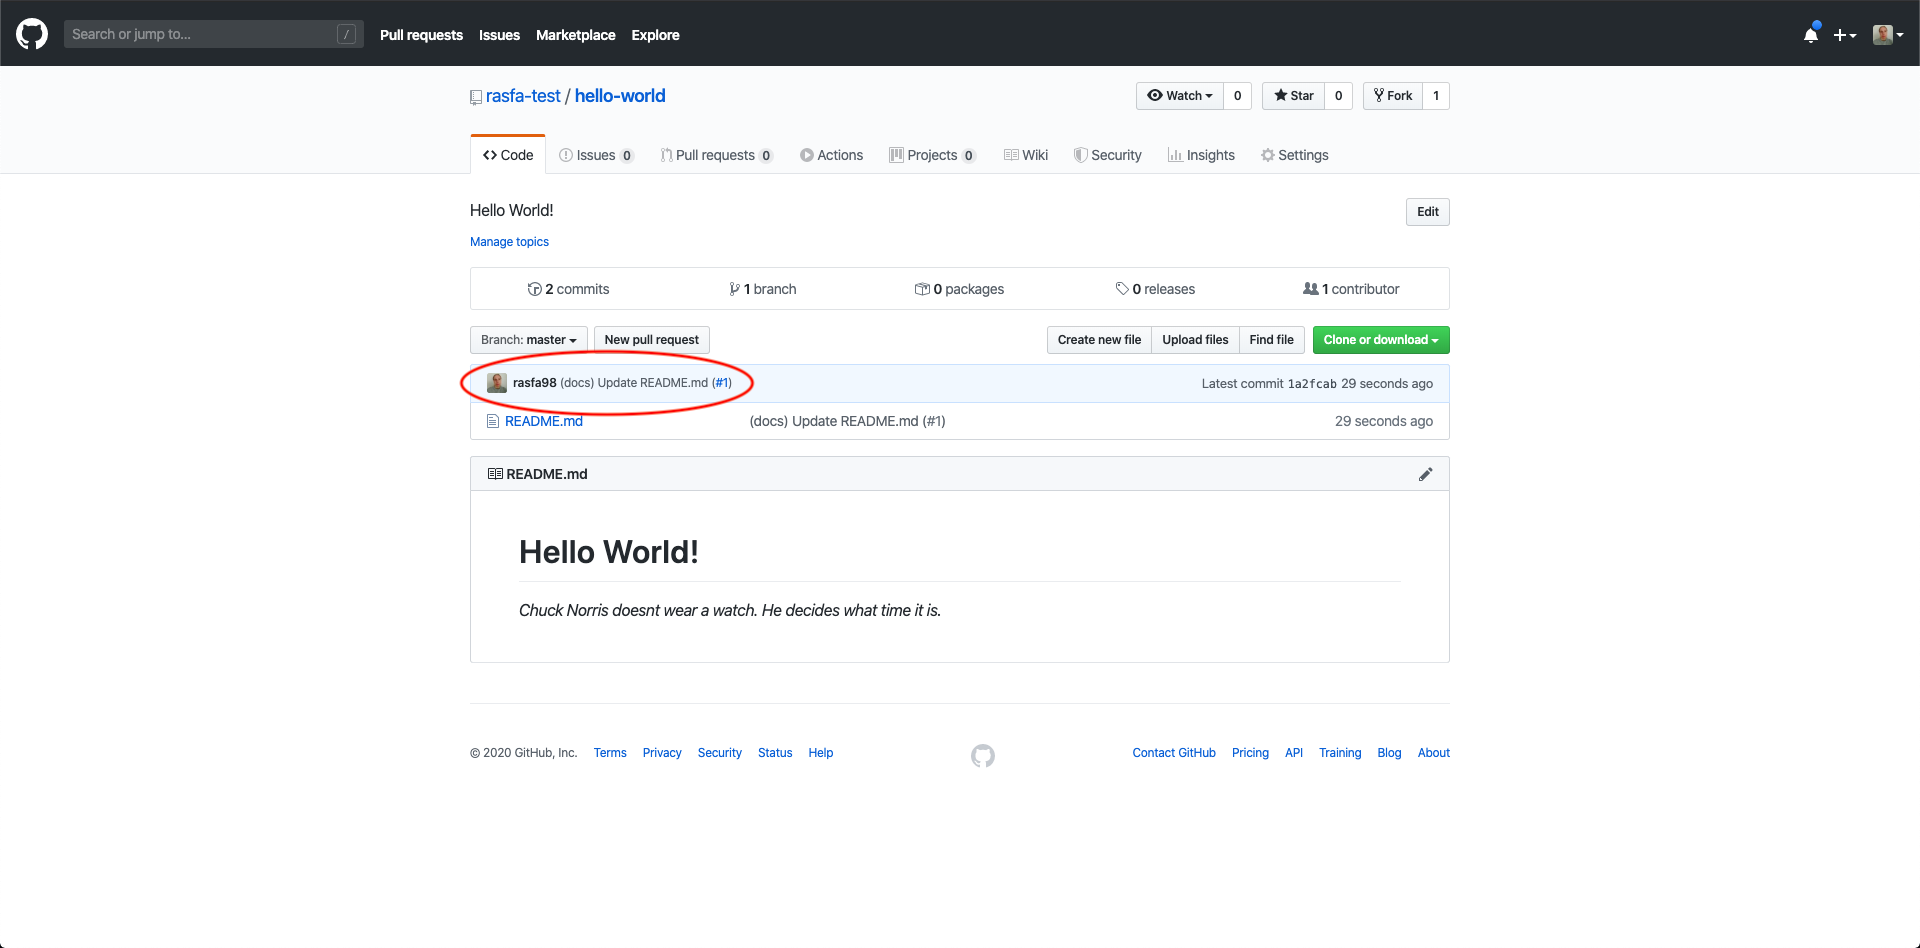 Search or jump to... / Pull requests Issues Marketplace Explore
rasfa-test / hello-world Watch 0 Star 0 Fork 1
Code Issues 0 Pull requests 0 Actions Projects 0 Wiki Security Insights Settings
Hello World! Edit
Manage topics
2 commits 1 branch 0 packages 0 releases 1 contributor
Branch: master New pull request Create new file Upload files Find file Clone or download
rasfa98 (docs) Update README.md (#1) Latest commit 1a2fcab 29 seconds ago
README.md (docs) Update README.md (#1) 29 seconds ago
README.md
Hello World!
Chuck Norris doesnt wear a watch. He decides what time it is.
© 2020 GitHub, Inc. Terms Privacy Security Status Help Contact GitHub Pricing API Training Blog About